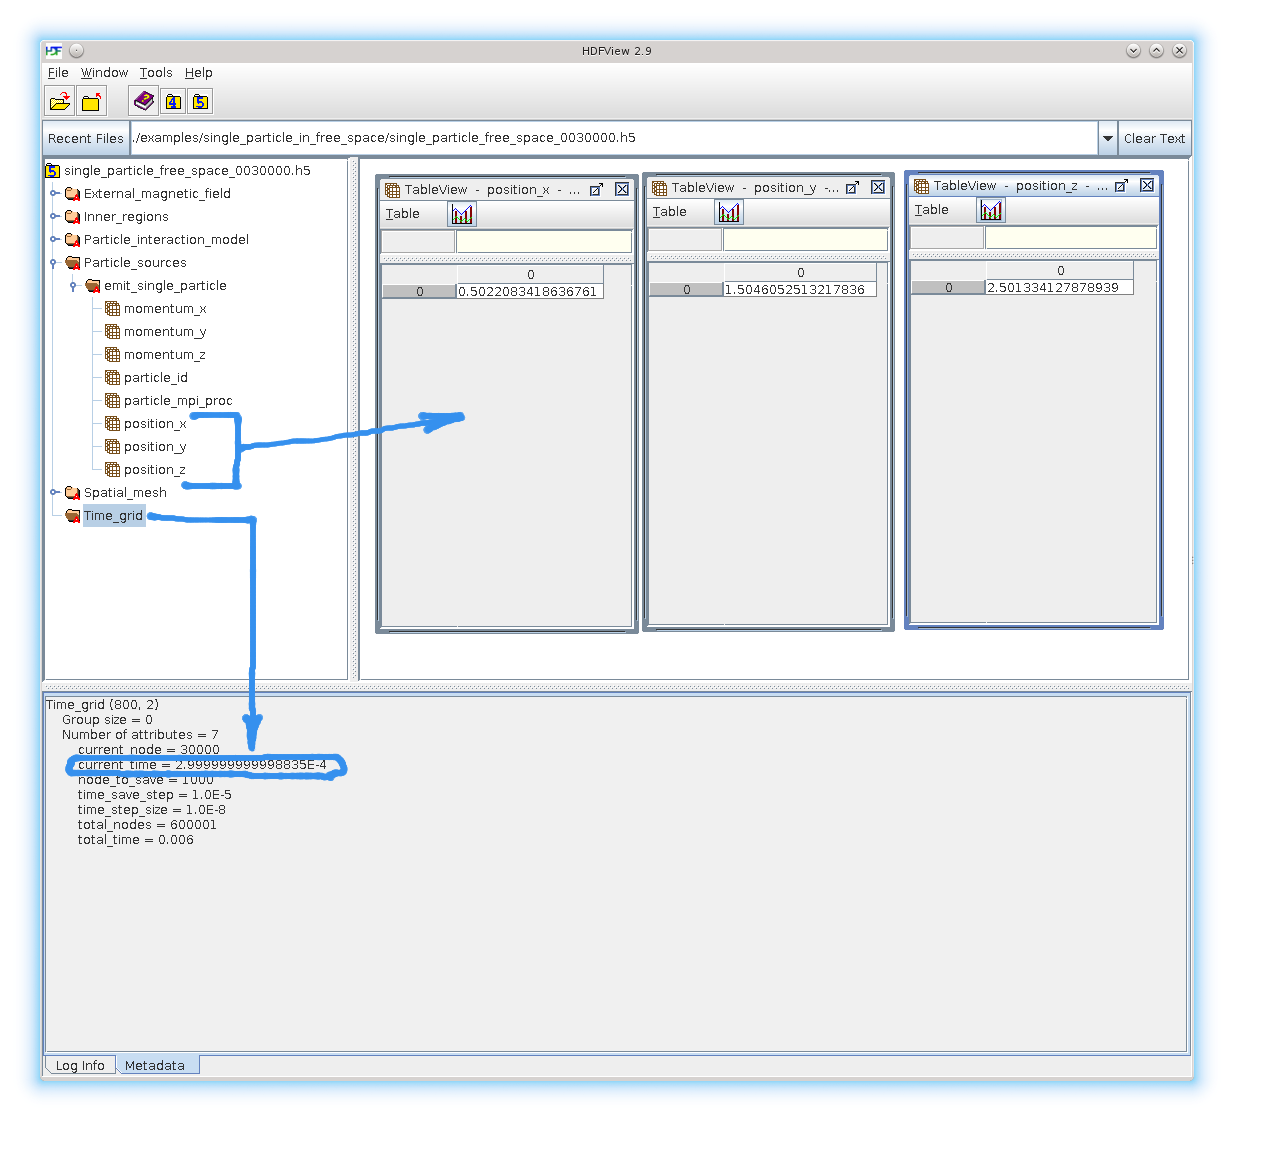 HDFView 2.9
File Window Tools Help
4 5
Recent Files ./examples/single_particle_in_free_space/single_particle_free_space_0030000.h5 Clear Text
5 single_particle_free_space_0030000.h5
External_magnetic_field
Inner_regions
Particle_interaction_model
Particle_sources
emit_single_particle
momentum_x
momentum_y
momentum_z
particle_id
particle_mpi_proc
position_x
position_y
position_z
Spatial_mesh
Time_grid
TableView - position_x - ...
Table
0
0 0.5022083418636761
TableView - position_y -...
Table
0
0 1.5046052513217836
TableView - position_z - ...
Table
0
0 2.501334127878939
Time_grid (800, 2)
Group size = 0
Number of attributes = 7
current_node = 30000
current_time = 2.999999999998835E-4
node_to_save = 1000
time_save_step = 1.0E-5
time_step_size = 1.0E-8
total_nodes = 600001
total_time = 0.006
Log Info Metadata